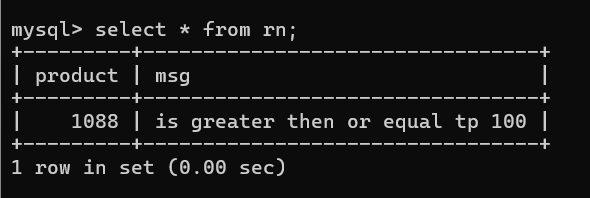 mysql> select * from rn;
+---------+---------------------------------+
| product | msg                             |
+---------+---------------------------------+
|    1088 | is greater then or equal tp 100 |
+---------+---------------------------------+
1 row in set (0.00 sec)